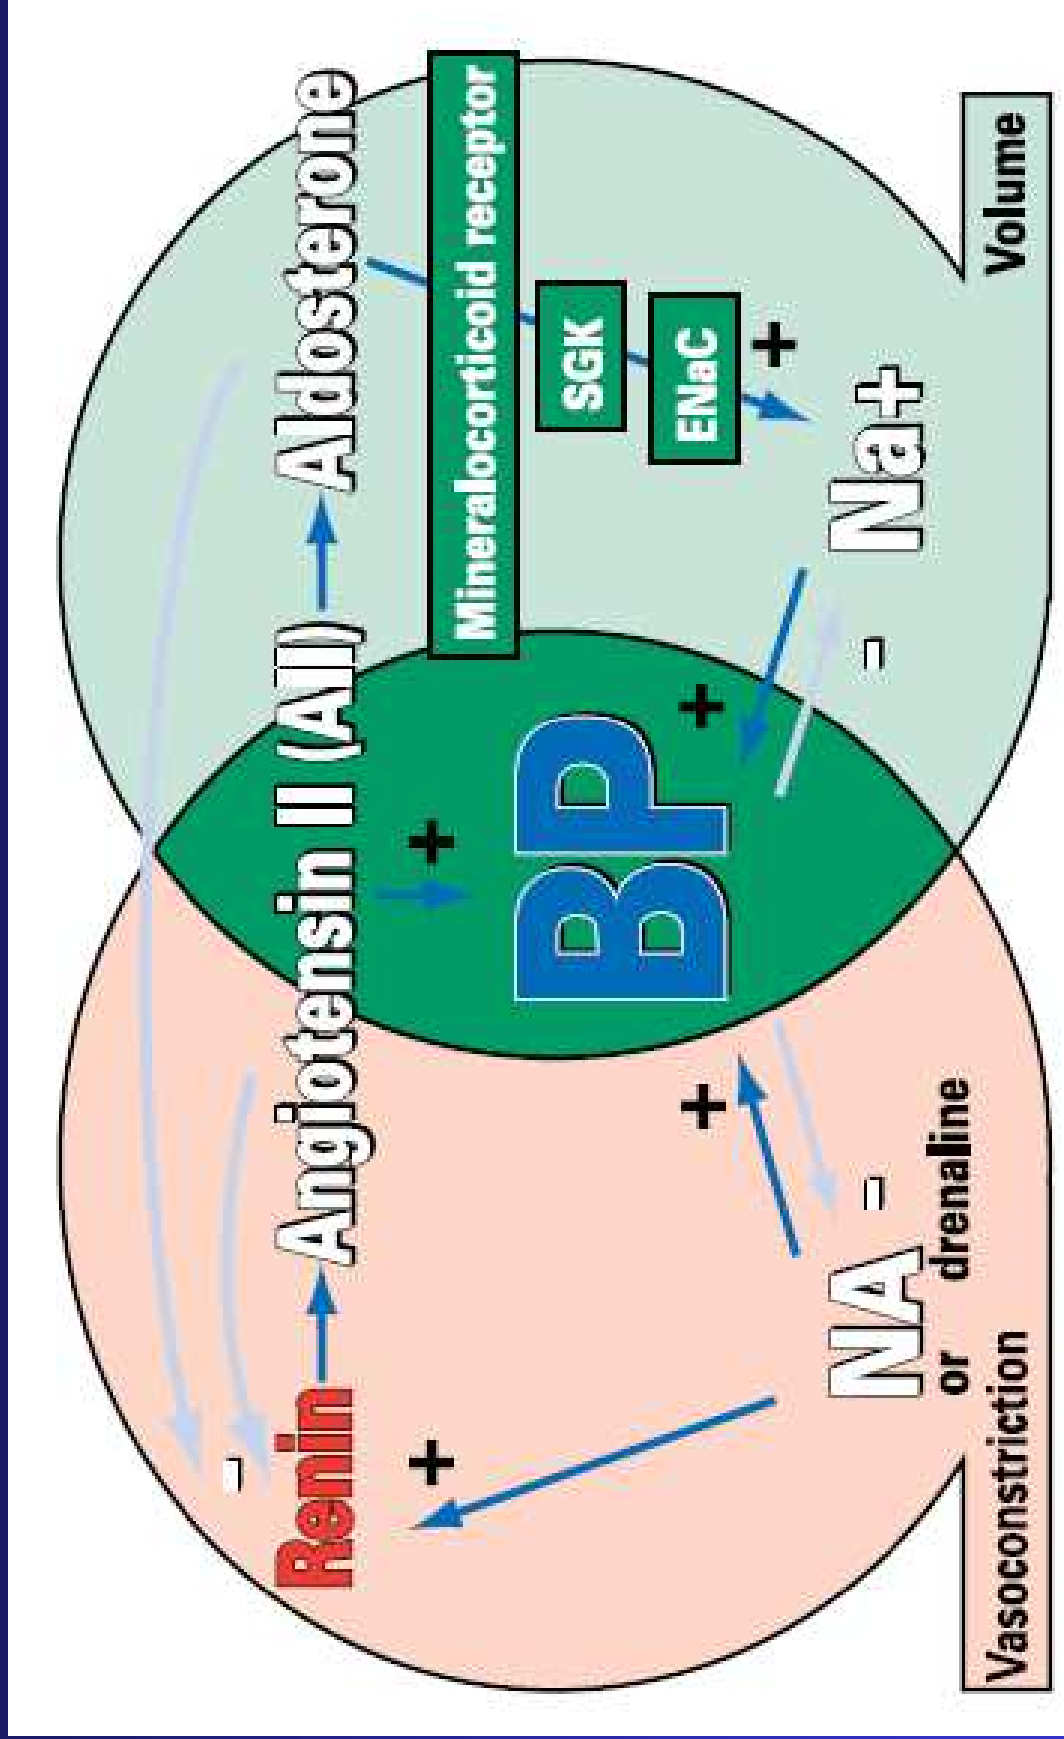 Renin
Angiotensin II (AII)
Aldosterone
-
+
+
Mineralocorticoid receptor
SGK
ENaC
+
BP
+
+
NA
-
-
Na+
or drenaline
Vasoconstriction
Volume